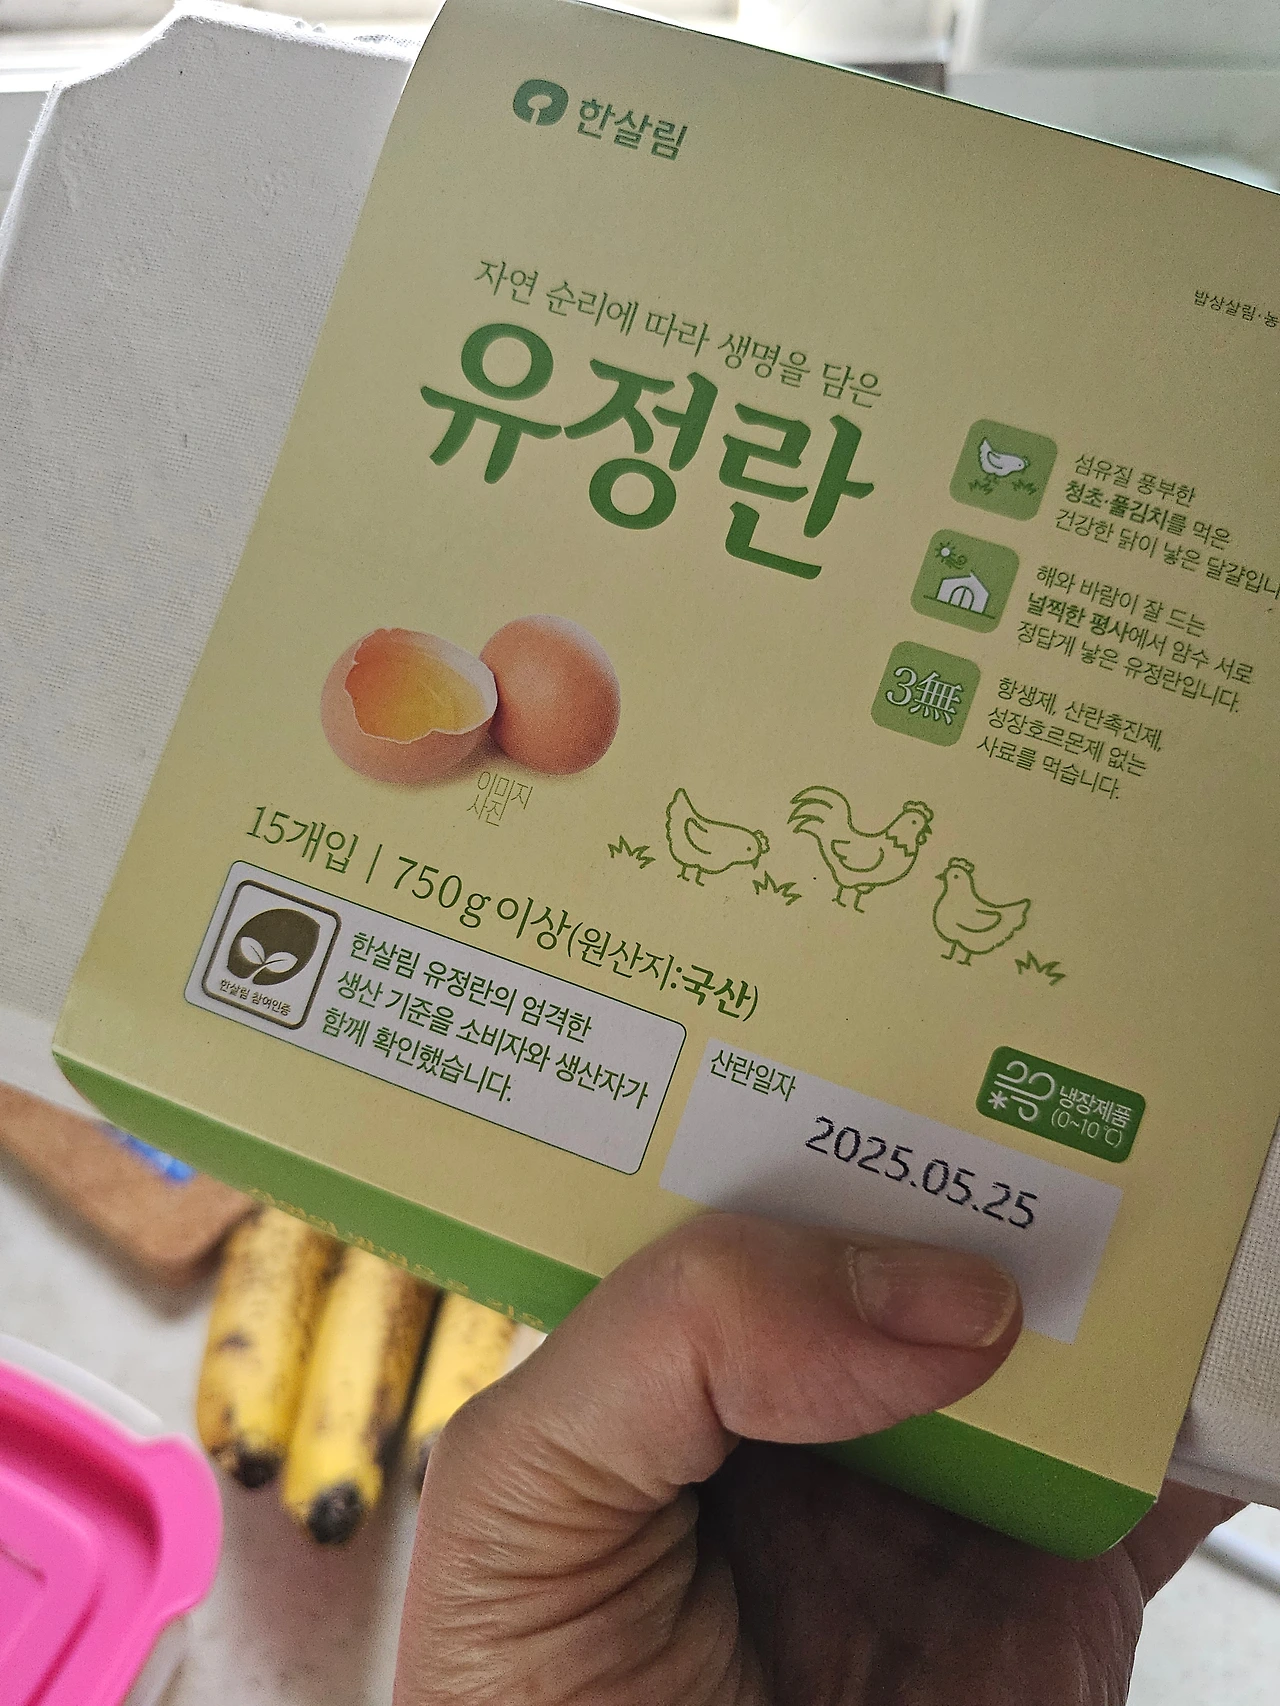 한살림
자연 순리에 따라 생명을 담은
유정란
밥상살림·농
섬유질 풍부한
청초·풀김치를 먹은
건강한 닭이 낳은 달걀입니
해와 바람이 잘 드는
널찍한 평사에서 암수 서로
정답게 낳은 유정란입니다.
3無
항생제, 산란촉진제,
성장호르몬제 없는
사료를 먹습니다.
이미지
사진
15개입 | 750g 이상(원산지:국산)
한살림 참여인증
한살림 유정란의 엄격한
생산 기준을 소비자와 생산자가
함께 확인했습니다.
산란일자
2025.05.25
냉장
냉장제품
(0~10℃)